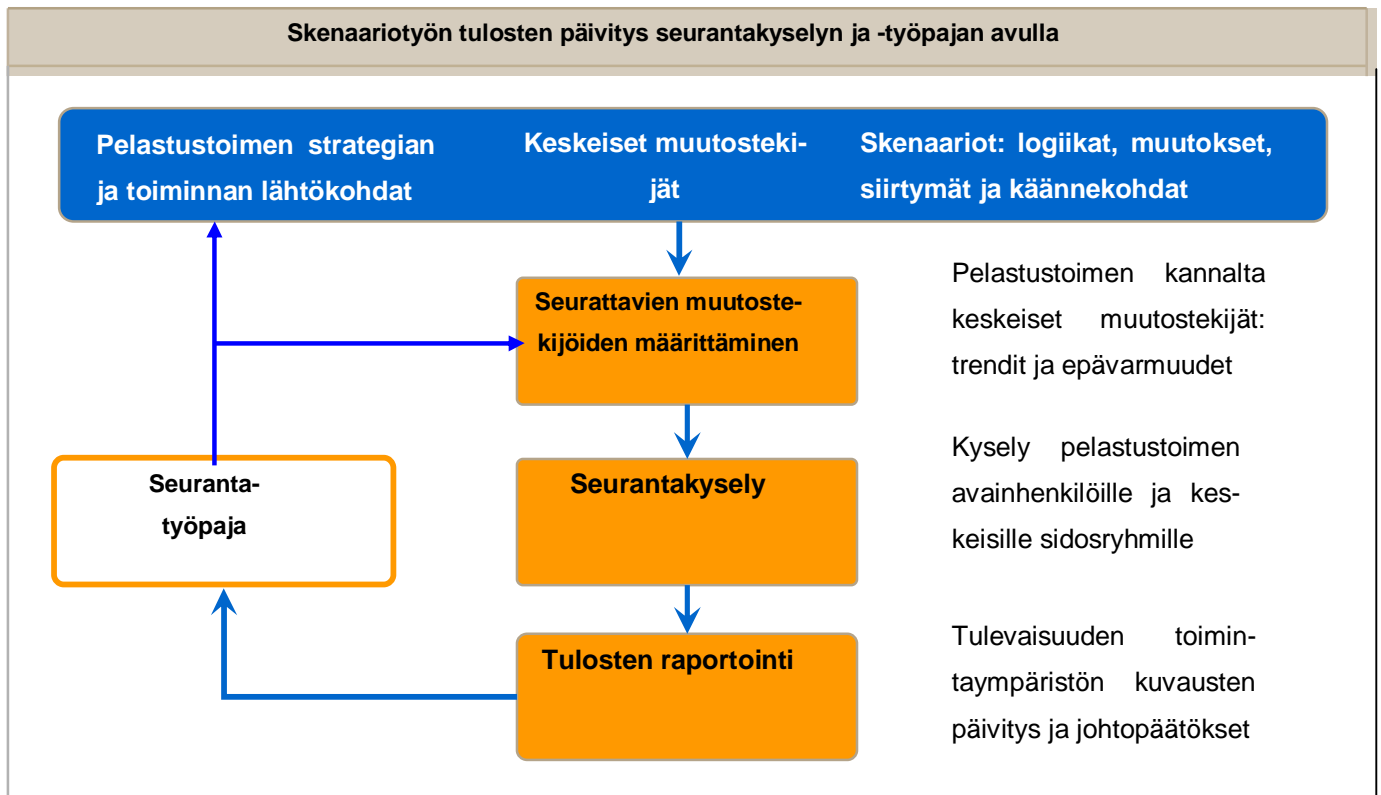 Skenaariotyön tulosten päivitys seurantakyselyn ja -työpajan avulla
Pelastustoimen strategian
ja toiminnan lähtökohdat
Keskeiset muutosteki-
jät
Skenaariot: logiikat, muutokset,
siirtymät ja käännekohdat
Seurattavien muutoste-
kijöiden määrittäminen
Pelastustoimen kannalta
keskeiset muutostekijät:
trendit ja epävarmuudet
Seuranta-
työpaja
Seurantakysely
Kysely pelastustoimen
avainhenkilöille ja kes-
keisille sidosryhmille
Tulosten raportointi
Tulevaisuuden toimin-
taympäristön kuvausten
päivitys ja johtopäätökset